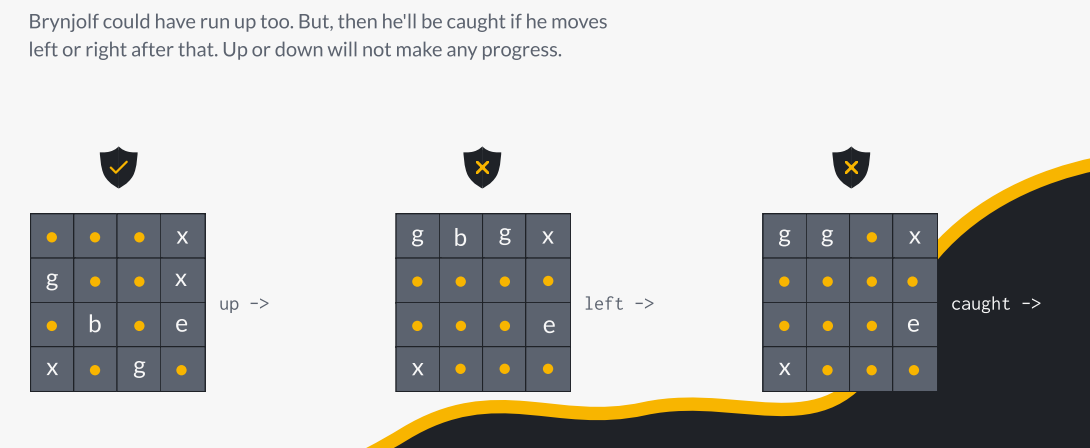 Brynjolf could have run up too. But, then he'll be caught if he moves
left or right after that. Up or down will not make any progress.
x
g x
b e
x g
up ->
g b g x
e
x
left ->
g g x
e
x
caught ->